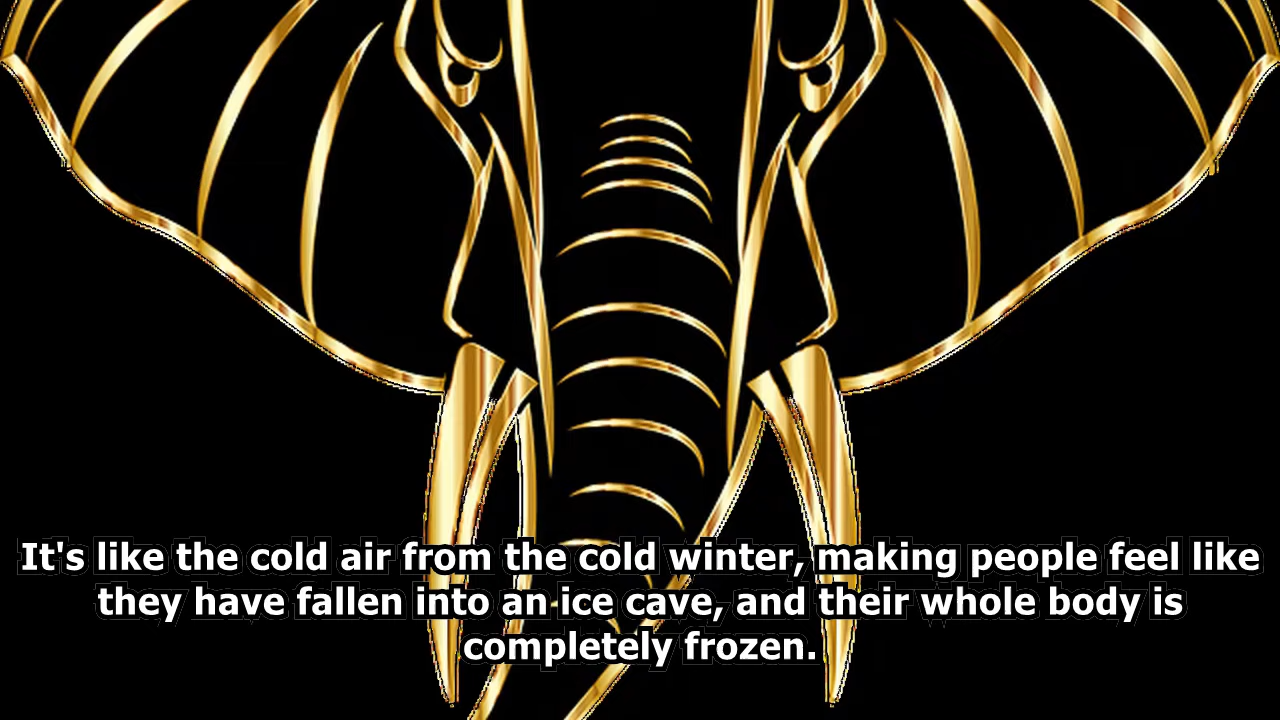 It's like the cold air from the cold winter, making people feel like
they have fallen into an ice cave, and their whole body is
completely frozen.